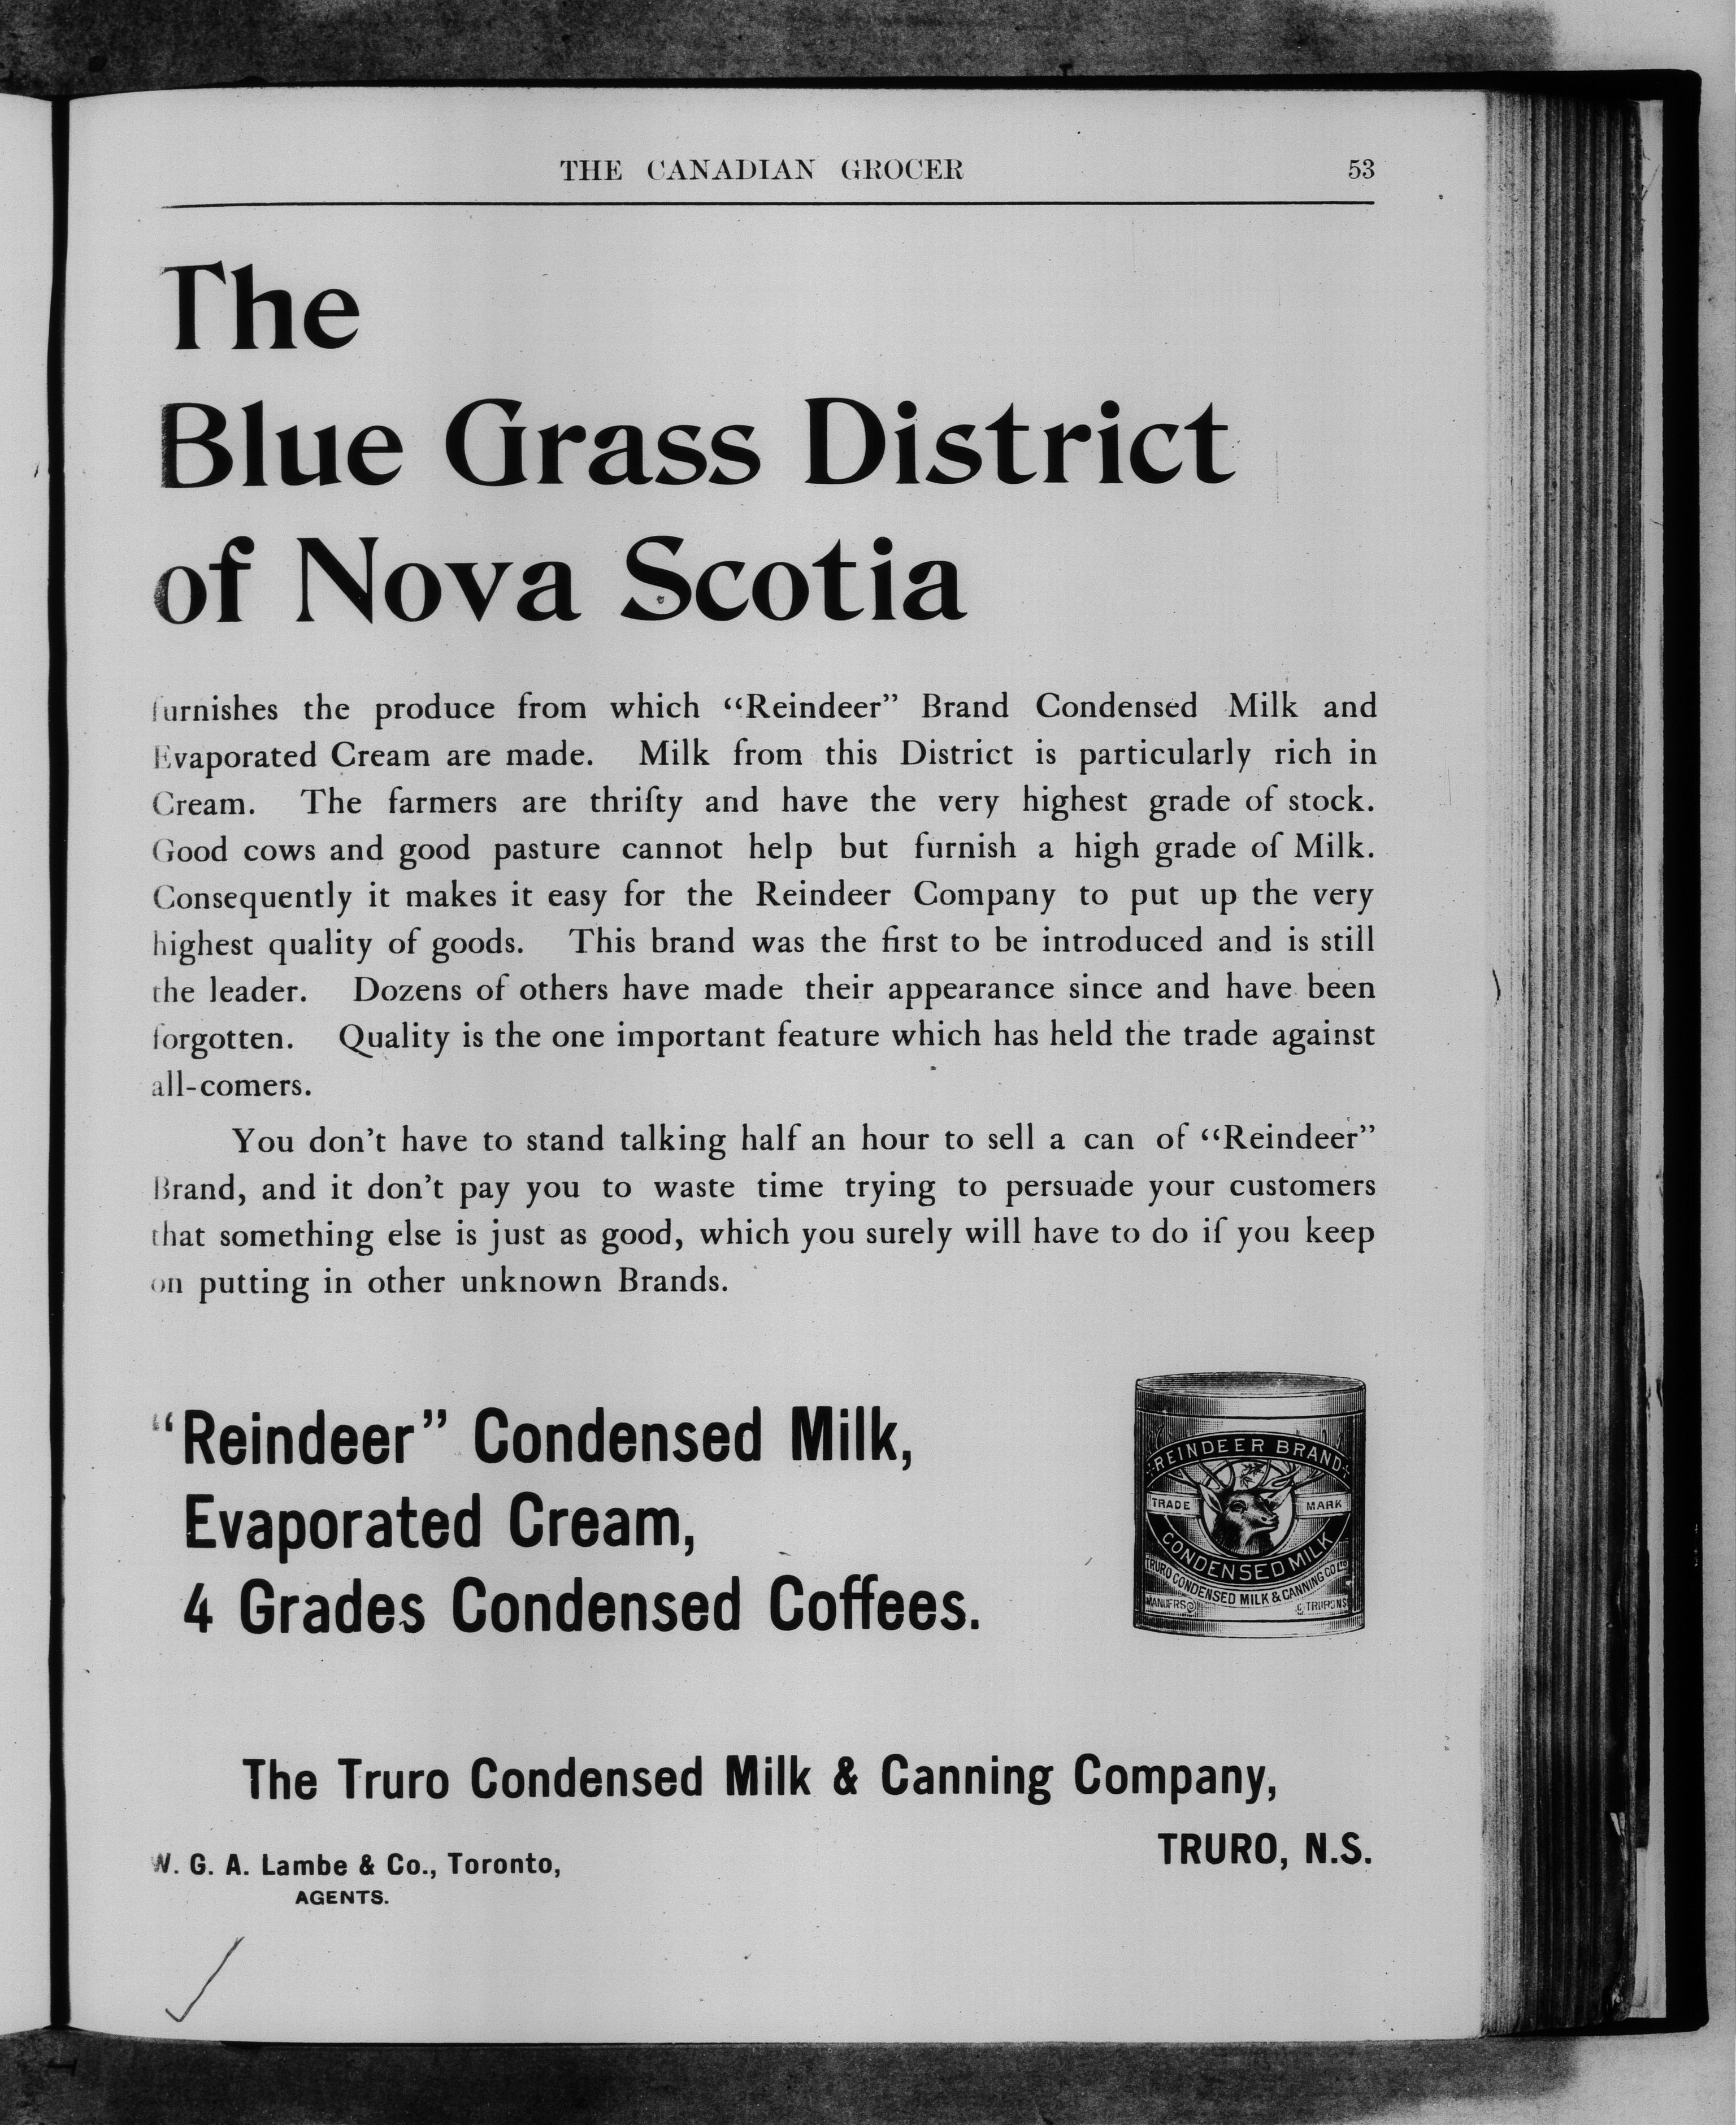 THE CANADIAN GROCER 53
The
Blue Grass District
of Nova Scotia
furnishes the produce from which “Reindeer” Brand Condensed Milk and
Evaporated Cream are made. Milk from this District is particularly rich in
Cream. The farmers are thrifty and have the very highest grade of stock.
Good cows and good pasture cannot help but furnish a high grade of Milk.
Consequently it makes it easy for the Reindeer Company to put up the very
highest quality of goods. This brand was the first to be introduced and is still
the leader. Dozens of others have made their appearance since and have been
forgotten. Quality is the one important feature which has held the trade against
all-comers.
You don’t have to stand talking half an hour to sell a can of “Reindeer”
Brand, and it don’t pay you to waste time trying to persuade your customers
that something else is just as good, which you surely will have to do if you keep
on putting in other unknown Brands.
“Reindeer” Condensed Milk,
Evaporated Cream,
4 Grades Condensed Coffees.
REINDEER BRAND
TRADE MARK
CONDENSED MILK
TRURO CONDENSED MILK & CANNING CO LTD
MANUFRS TRURO NS
The Truro Condensed Milk & Canning Company,
TRURO, N.S.
W. G. A. Lambe & Co., Toronto,
AGENTS.